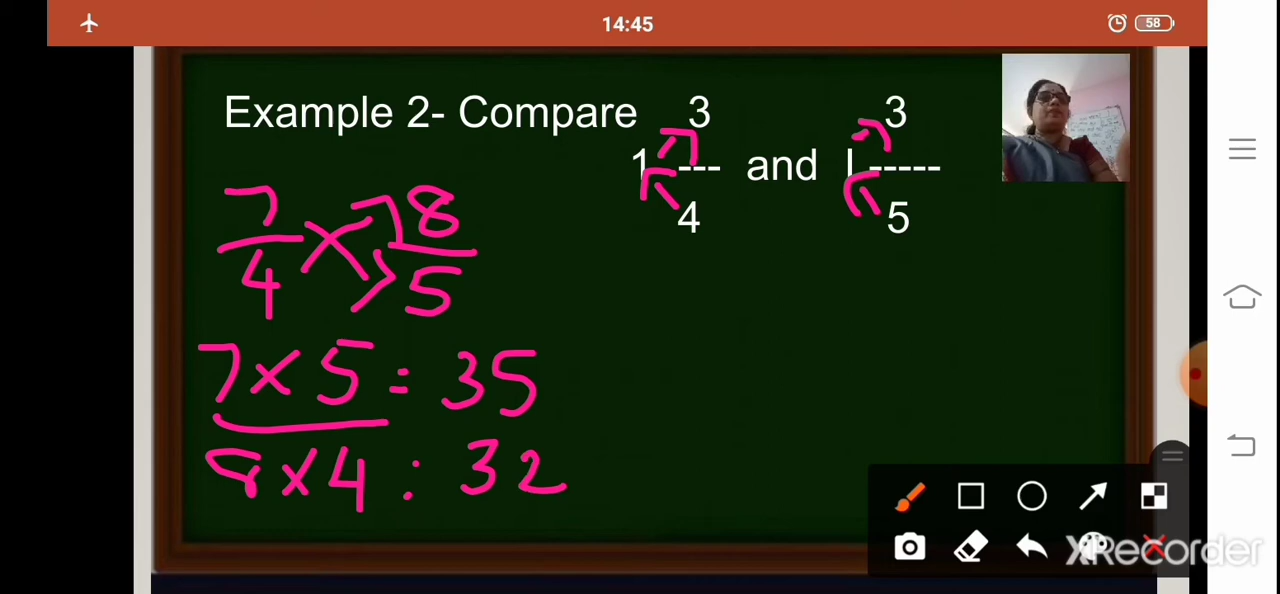 14:45
58
Example 2- Compare 3 3
1 --- and I -----
4 5
7 8
4 × 5
7 × 5 = 35
8 × 4 : 32
XRecorder